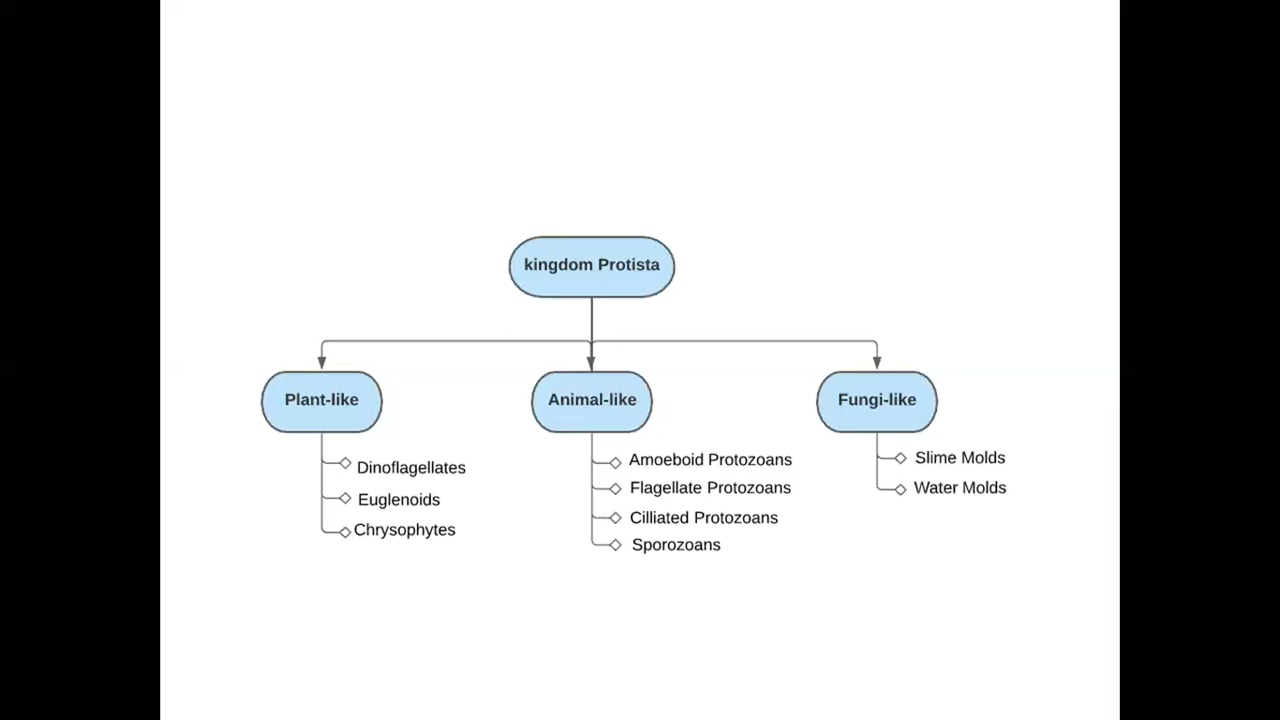 kingdom Protista
Plant-like
Animal-like
Fungi-like
Dinoflagellates
Euglenoids
Chrysophytes
Amoeboid Protozoans
Flagellate Protozoans
Cilliated Protozoans
Sporozoans
Slime Molds
Water Molds